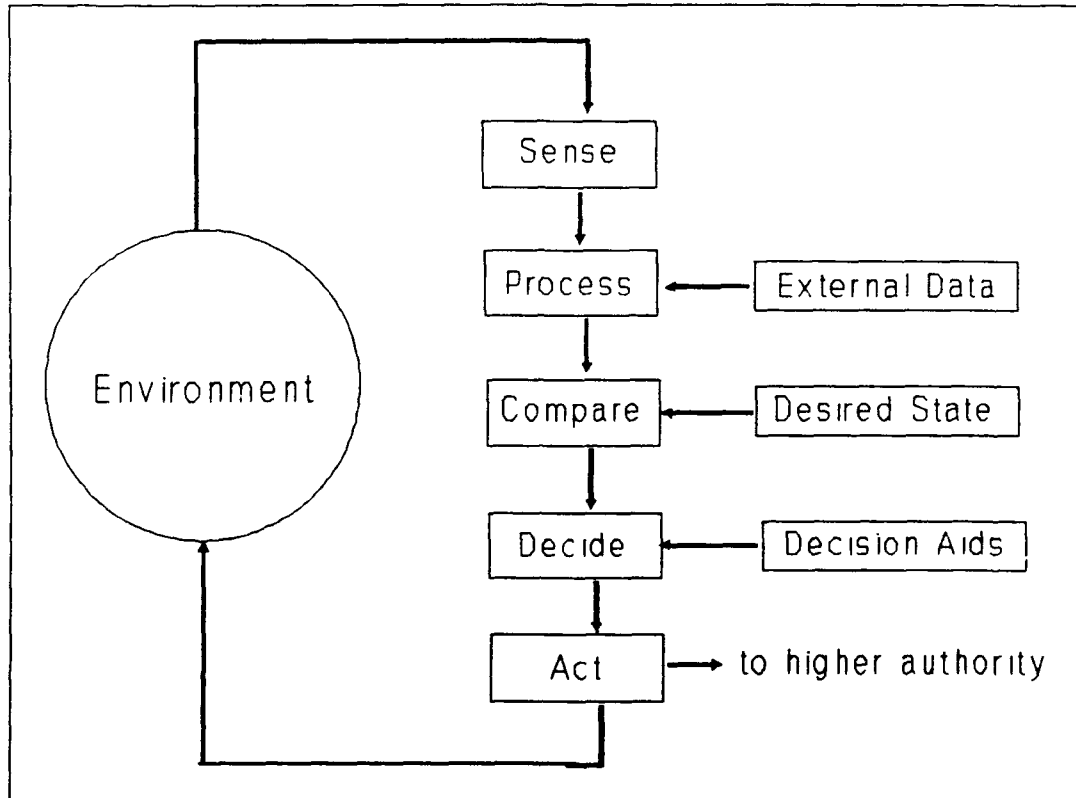 Sense
Process
External Data
Environment
Compare
Desired State
Decide
Decision Aids
Act
to higher authority